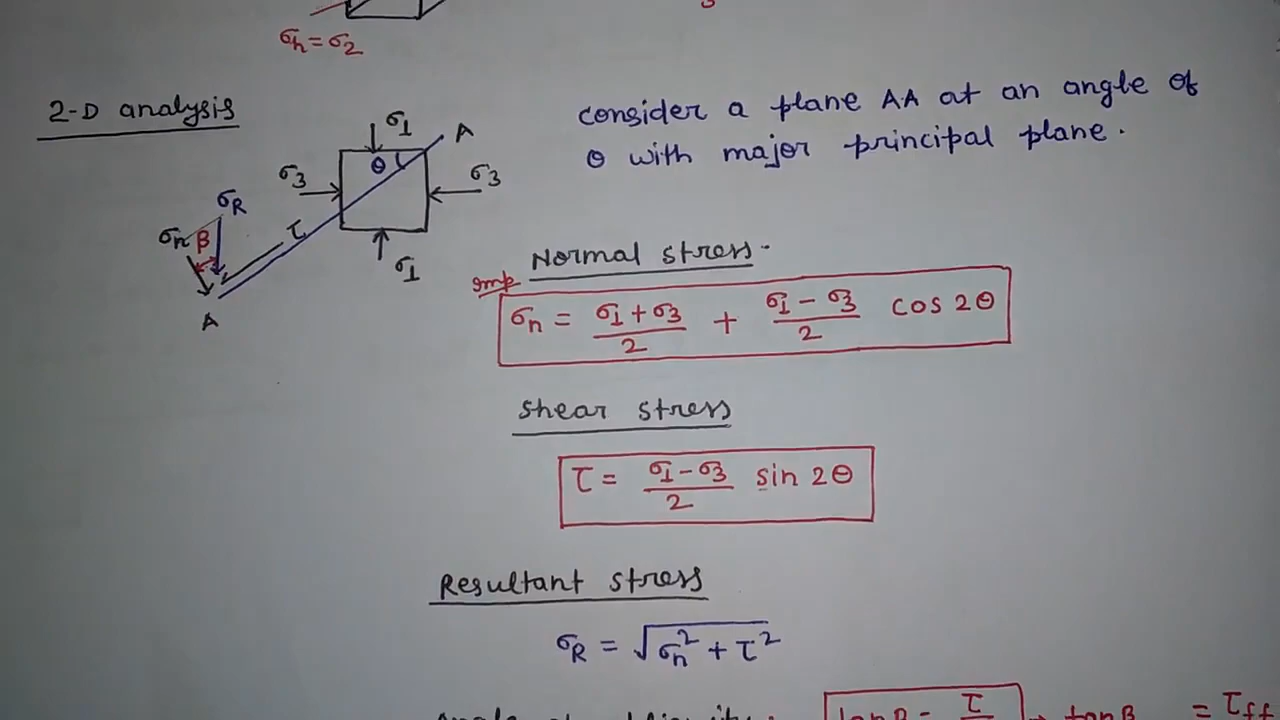 σh = σ2
2-D analysis
consider a plane AA at an angle of
θ with major principal plane.
σ1
A
θ
σ3
σ3
σR
σn
β
τ
σ1
A
Normal stress.
Imp
σn = (σ1 + σ3)/2 + (σ1 - σ3)/2 cos 2θ
shear stress
τ = (σ1 - σ3)/2 sin 2θ
Resultant stress
σR = √(σn² + τ²)